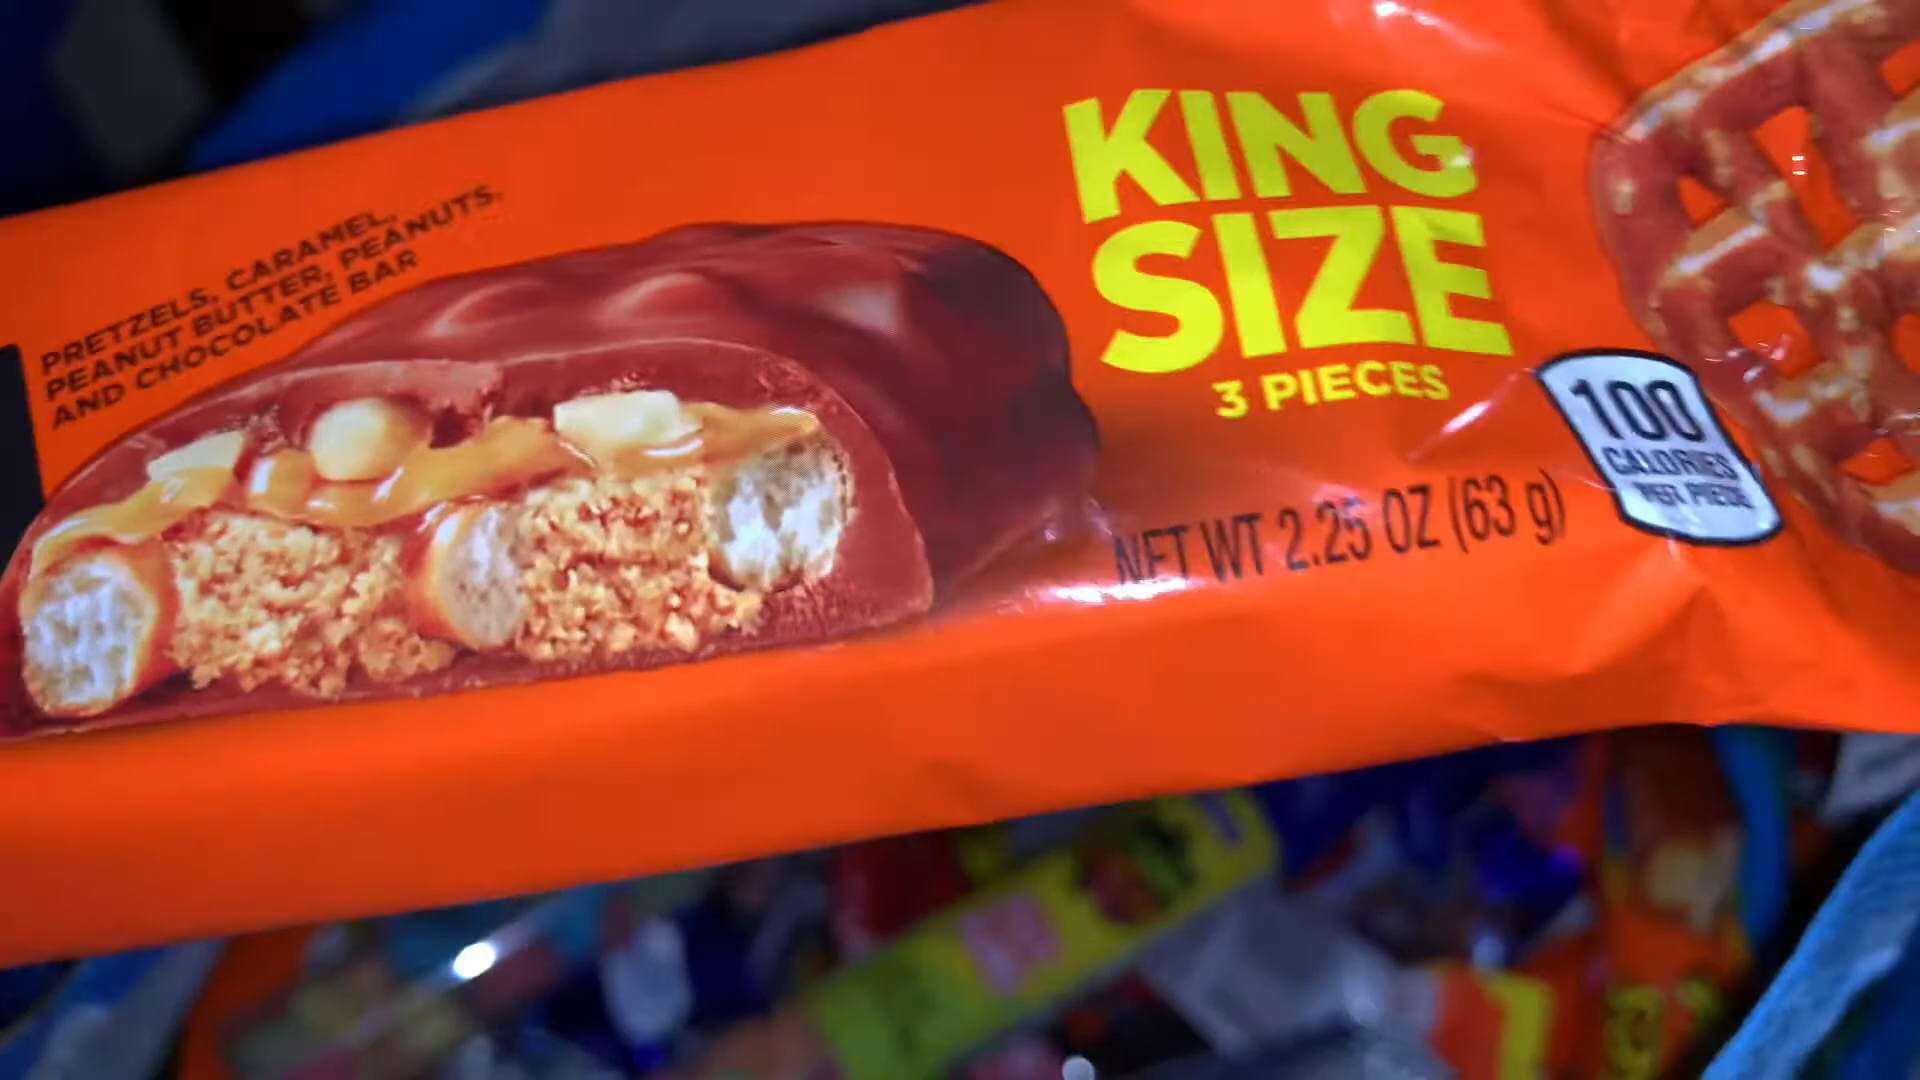 PRETZELS, CARAMEL,
PEANUT BUTTER, PEANUTS,
AND CHOCOLATE BAR
KING
SIZE
3 PIECES
NET WT 2.25 OZ (63 g)
100
CALORIES
PER PIECE